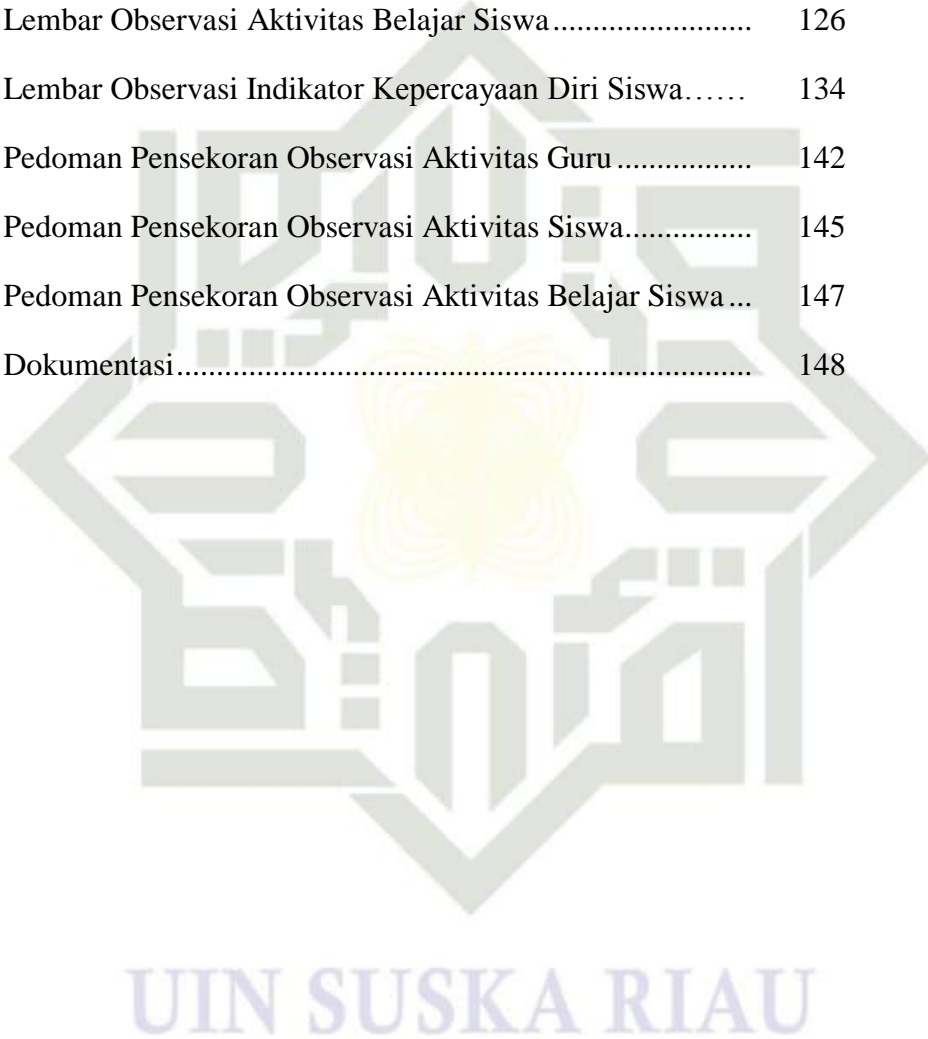 Lembar Observasi Aktivitas Belajar Siswa......................... 126
Lembar Observasi Indikator Kepercayaan Diri Siswa…… 134
Pedoman Pensekoran Observasi Aktivitas Guru ................. 142
Pedoman Pensekoran Observasi Aktivitas Siswa................ 145
Pedoman Pensekoran Observasi Aktivitas Belajar Siswa ... 147
Dokumentasi............................................................... 148
UIN SUSKA RIAU